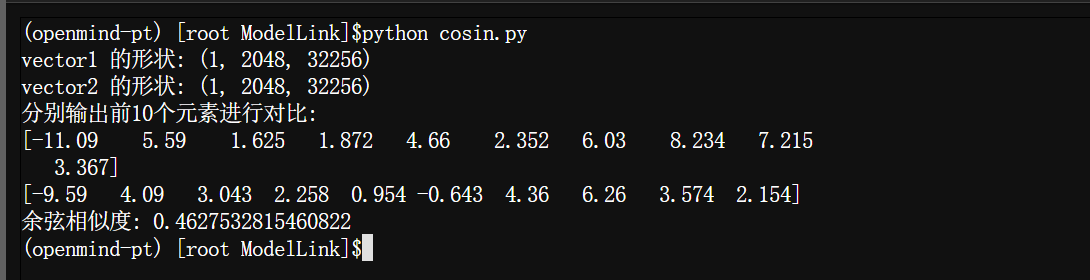 (openmind-pt) [root ModelLink]$python cosin.py
vector1 的形状: (1, 2048, 32256)
vector2 的形状: (1, 2048, 32256)
分别输出前10个元素进行对比:
[-11.09    5.59    1.625   1.872   4.66    2.352   6.03    8.234   7.215
   3.367]
[-9.59   4.09   3.043  2.258  0.954 -0.643  4.36   6.26   3.574  2.154]
余弦相似度: 0.4627532815460822
(openmind-pt) [root ModelLink]$